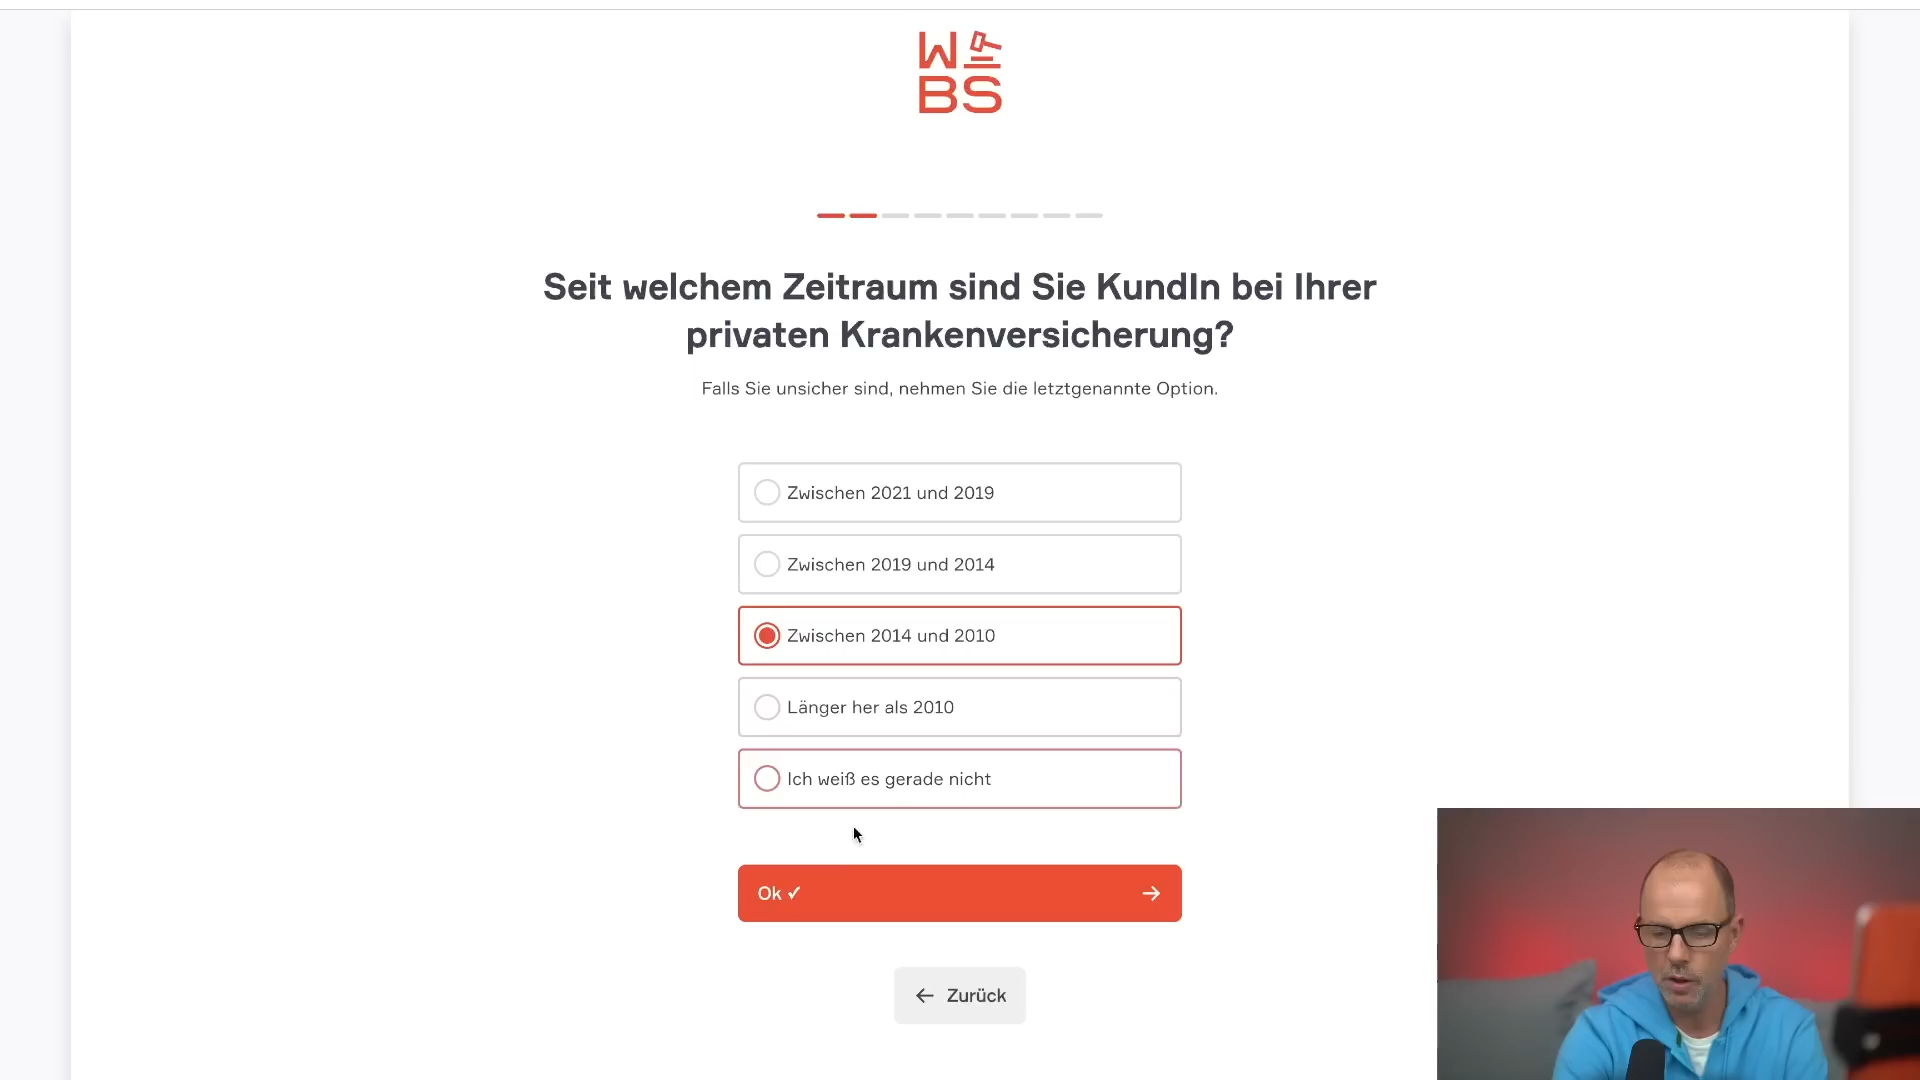 W
BS
Seit welchem Zeitraum sind Sie KundIn bei Ihrer
privaten Krankenversicherung?
Falls Sie unsicher sind, nehmen Sie die letztgenannte Option.
Zwischen 2021 und 2019
Zwischen 2019 und 2014
Zwischen 2014 und 2010
Länger her als 2010
Ich weiß es gerade nicht
Ok ✓ →
← Zurück